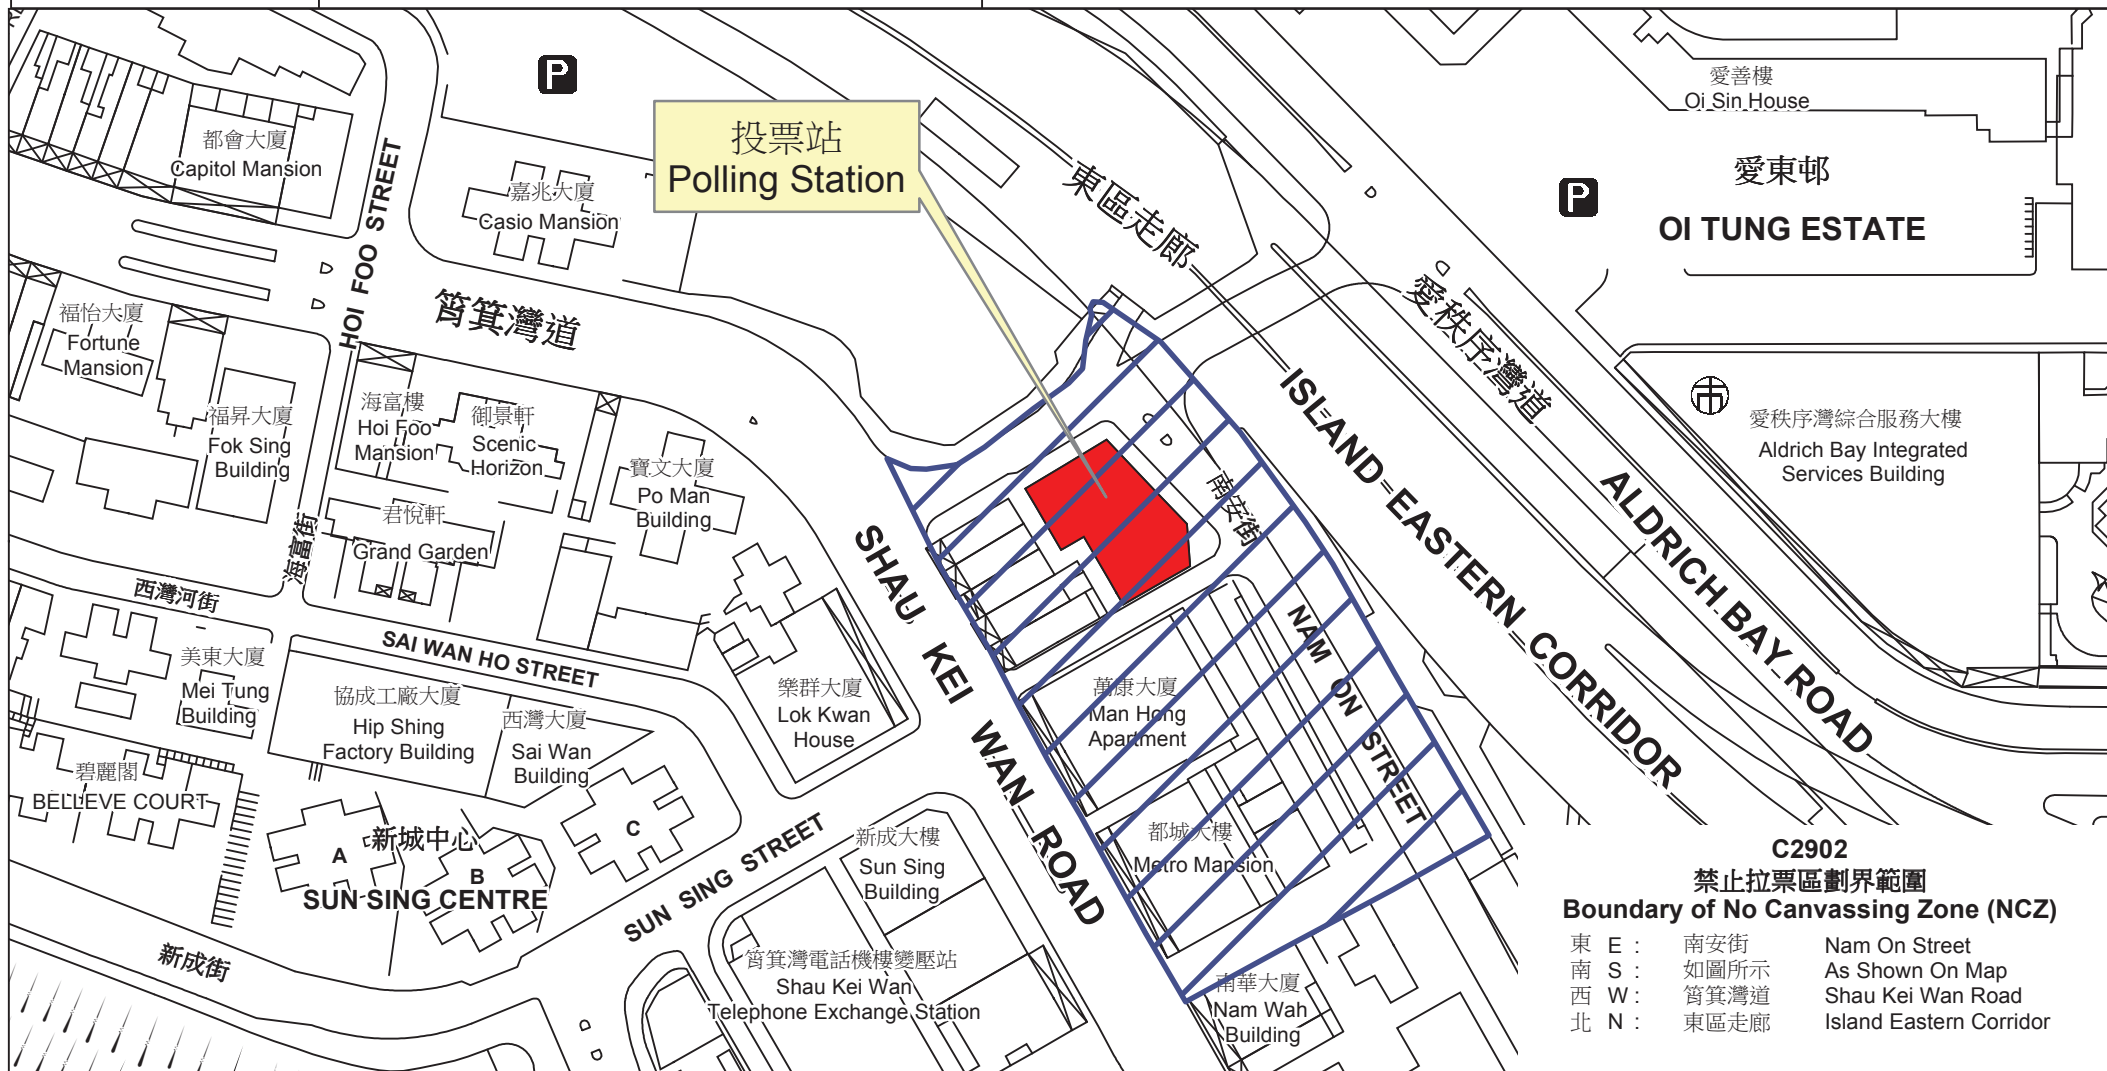 P
都會大廈
Capitol Mansion
HOI FOO STREET
嘉兆大廈
Casio Mansion
投票站
Polling Station
東區走廊
愛善樓
Oi Sin House
P
愛東邨
OI TUNG ESTATE
筲箕灣道
愛秩序灣道
福怡大廈
Fortune
Mansion
福昇大廈
Fok Sing
Building
海富樓
Hoi Foo
Mansion
御景軒
Scenic
Horizon
寶文大廈
Po Man
Building
君悅軒
Grand Garden
海富街
西灣河街
SAI WAN HO STREET
SHAU KEI WAN ROAD
南安街
NAM ON STREET
ISLAND EASTERN CORRIDOR
ALDRICH BAY ROAD
市
愛秩序灣綜合服務大樓
Aldrich Bay Integrated
Services Building
美東大廈
Mei Tung
Building
協成工廠大廈
Hip Shing
Factory Building
西灣大廈
Sai Wan
Building
樂群大廈
Lok Kwan
House
萬康大廈
Man Hong
Apartment
都城大樓
Metro Mansion
碧麗閣
BELLEVE COURT
A
新城中心
B
C
SUN SING CENTRE
SUN SING STREET
新成大樓
Sun Sing
Building
新成街
筲箕灣電話機樓變壓站
Shau Kei Wan
Telephone Exchange Station
南華大廈
Nam Wah
Building
C2902
禁止拉票區劃界範圍
Boundary of No Canvassing Zone (NCZ)
東 E : 南安街 Nam On Street
南 S : 如圖所示 As Shown On Map
西 W : 筲箕灣道 Shau Kei Wan Road
北 N : 東區走廊 Island Eastern Corridor